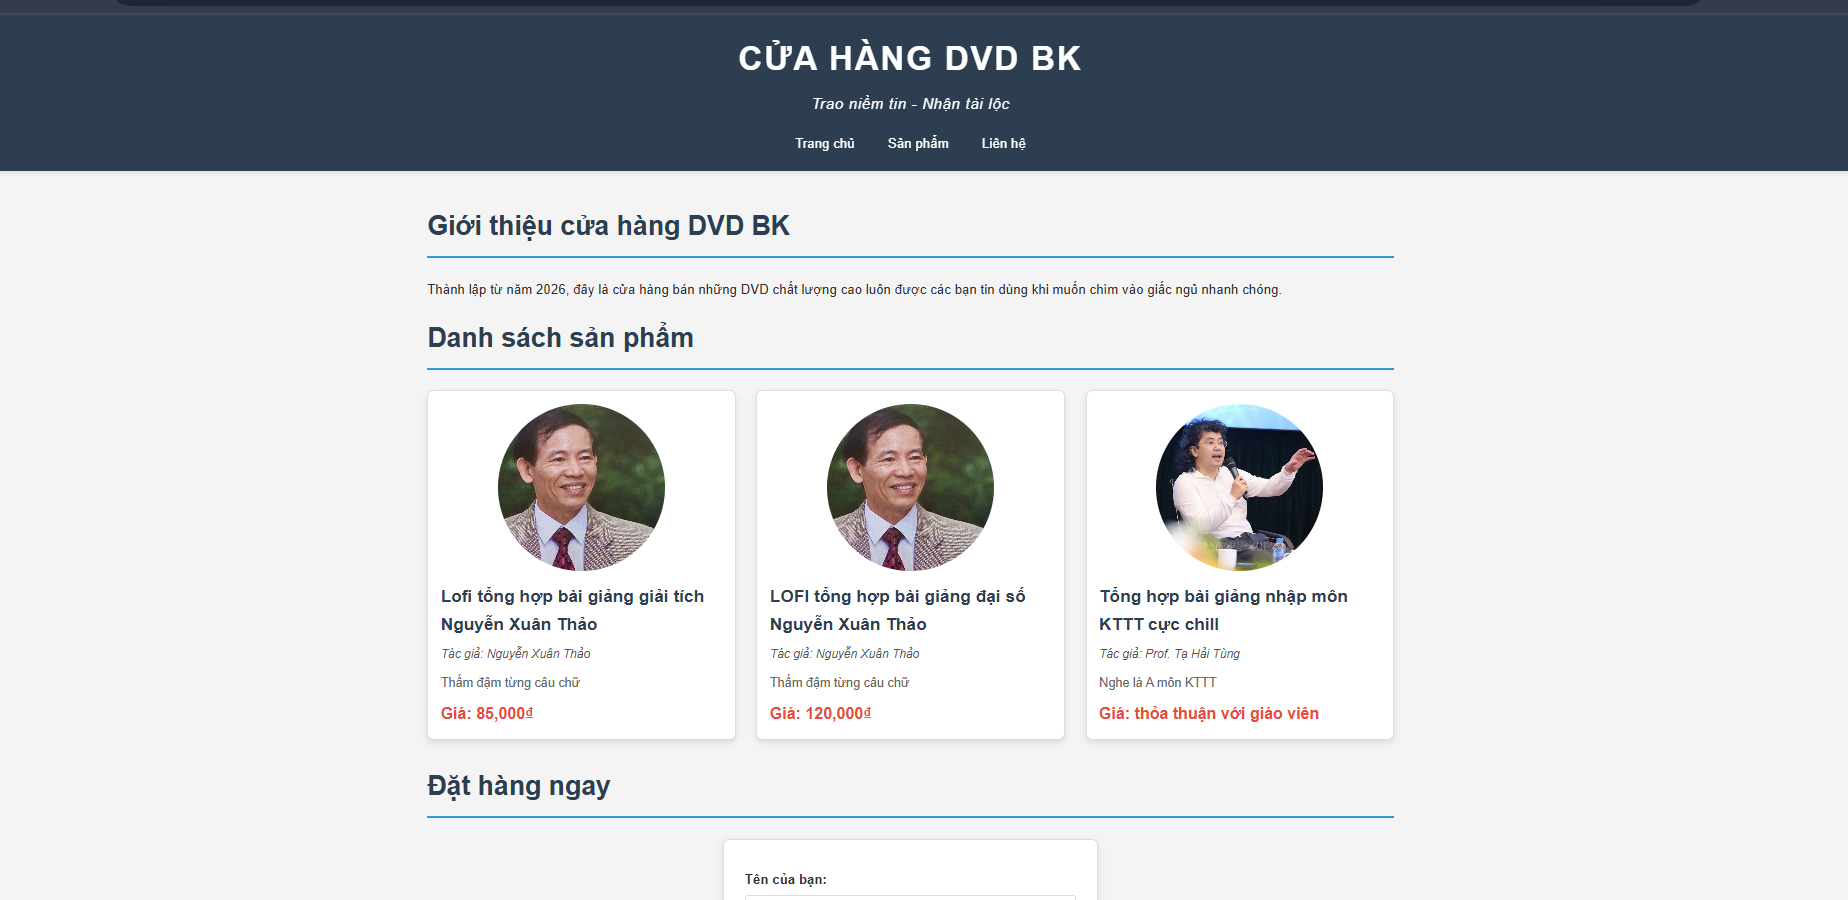 CỬA HÀNG DVD BK
Trao niềm tin - Nhận tài lộc
Trang chủ Sản phẩm Liên hệ
Giới thiệu cửa hàng DVD BK
Thành lập từ năm 2026, đây là cửa hàng bán những DVD chất lượng cao luôn được các bạn tin dùng khi muốn chìm vào giấc ngủ nhanh chóng.
Danh sách sản phẩm
Lofi tổng hợp bài giảng giải tích
Nguyễn Xuân Thảo
Tác giả: Nguyễn Xuân Thảo
Thấm đậm từng câu chữ
Giá: 85,000₫
LOFI tổng hợp bài giảng đại số
Nguyễn Xuân Thảo
Tác giả: Nguyễn Xuân Thảo
Thấm đậm từng câu chữ
Giá: 120,000₫
Tổng hợp bài giảng nhập môn
KTTT cực chill
Tác giả: Prof. Tạ Hải Tùng
Nghe là A môn KTTT
Giá: thỏa thuận với giáo viên
Đặt hàng ngay
Tên của bạn: